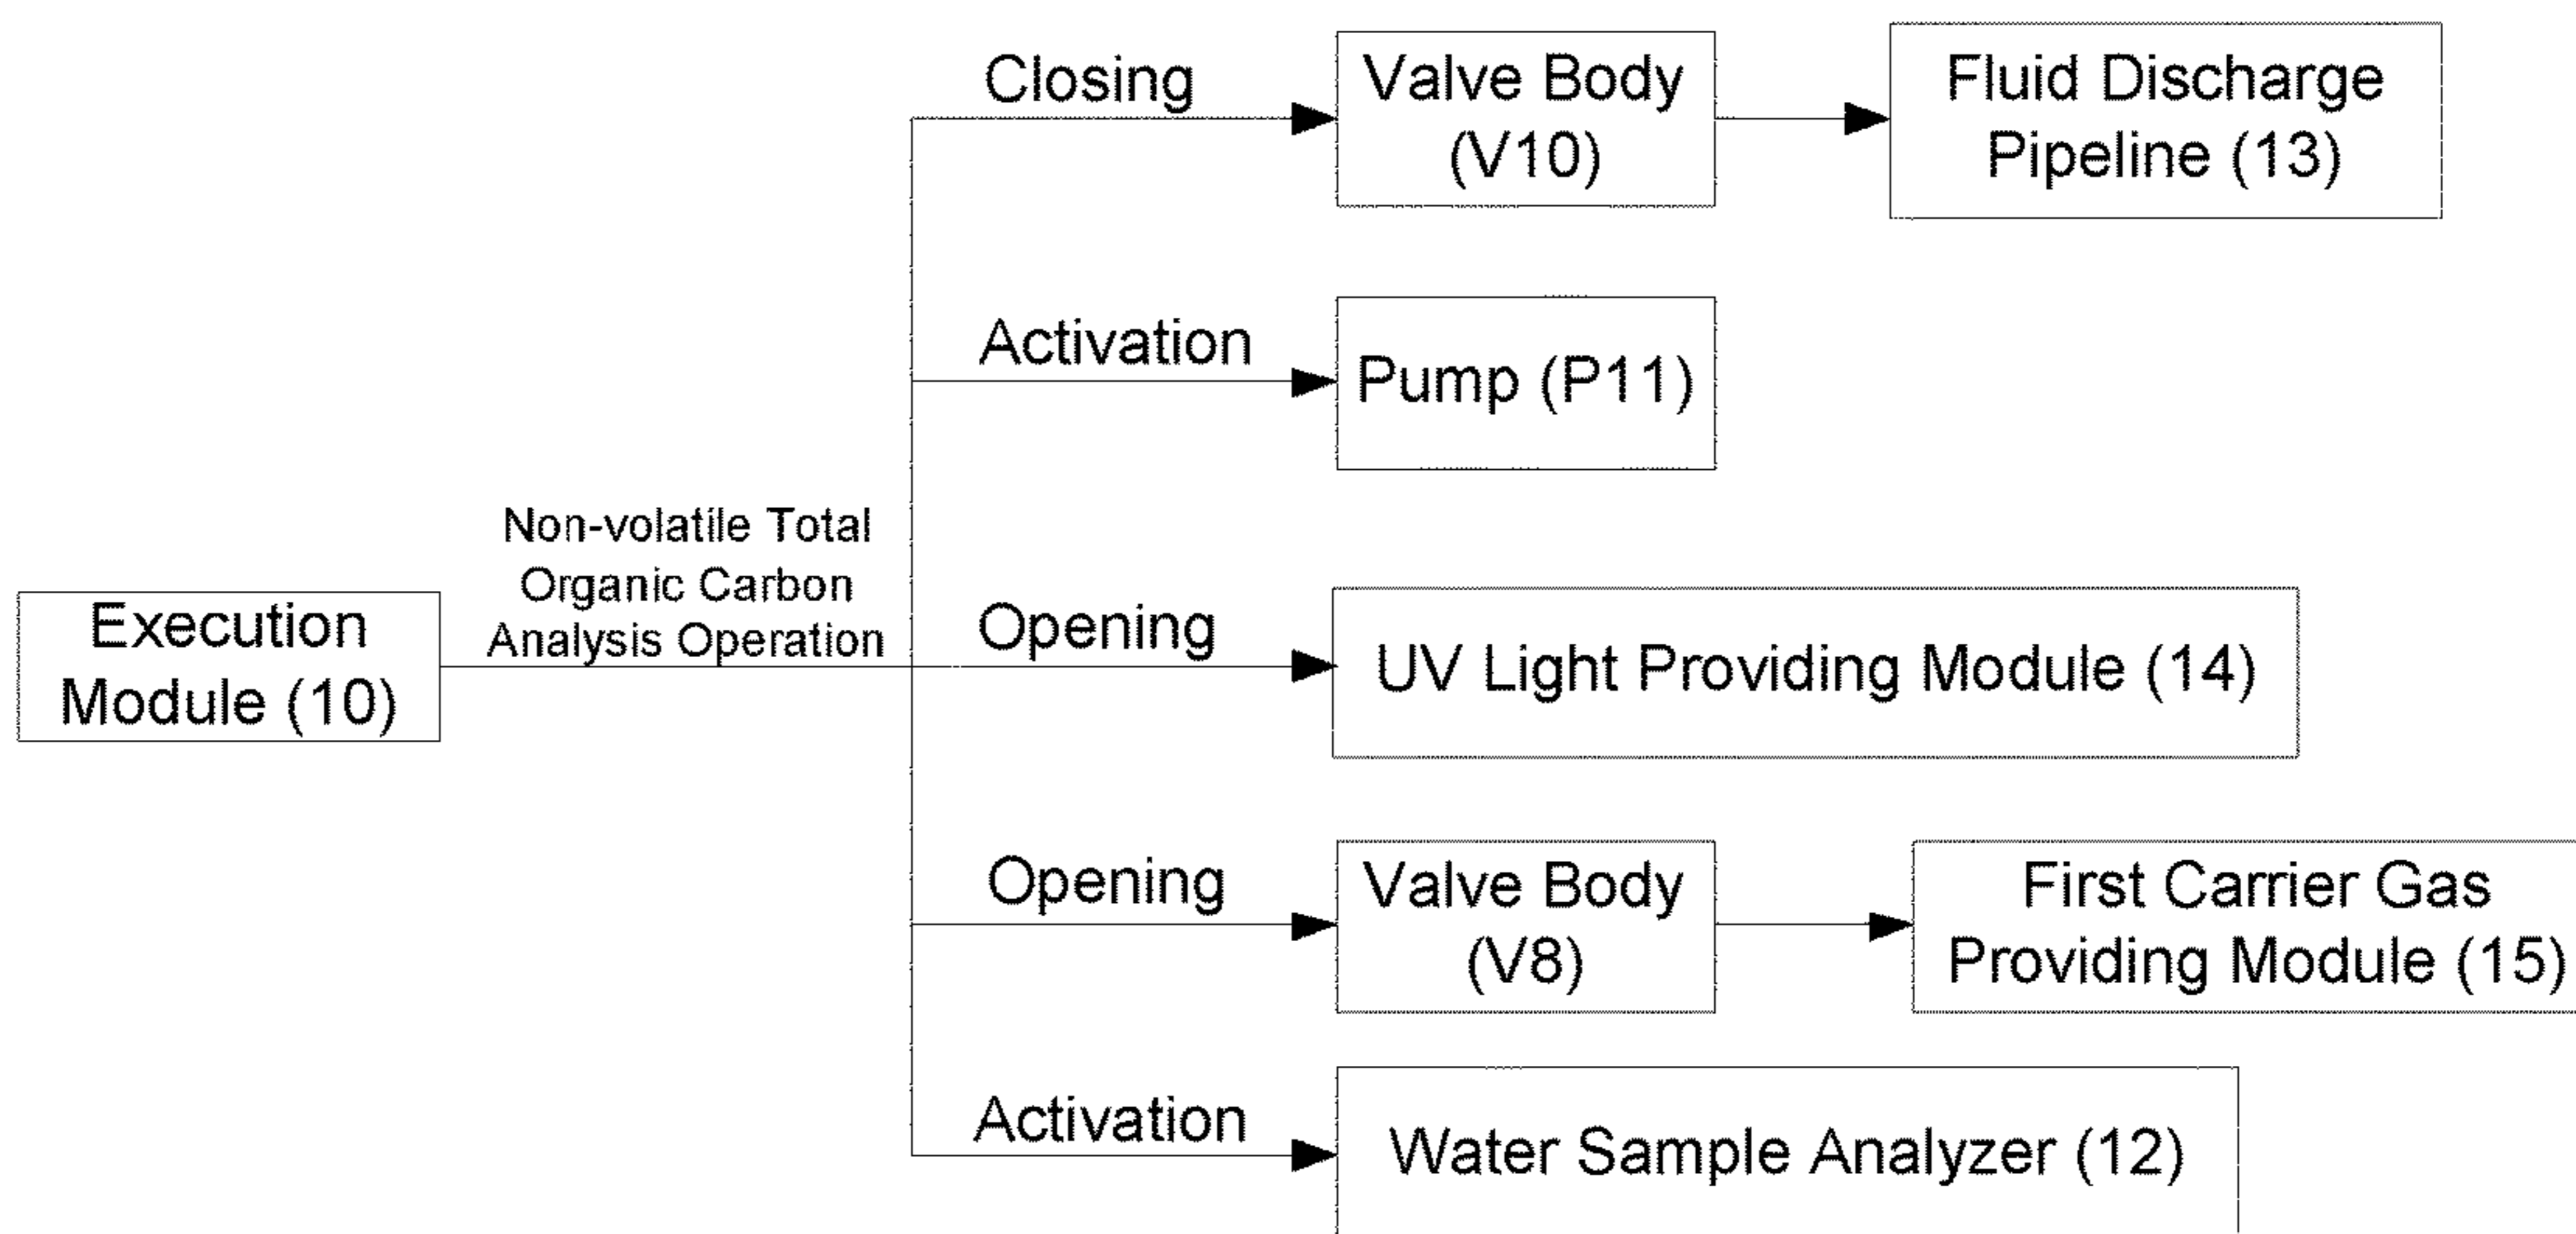 Closing
Valve Body
(V10)
Fluid Discharge
Pipeline (13)
Activation
Pump (P11)
Non-volatile Total
Organic Carbon
Analysis Operation
Execution
Module (10)
Opening
UV Light Providing Module (14)
Opening
Valve Body
(V8)
First Carrier Gas
Providing Module (15)
Activation
Water Sample Analyzer (12)